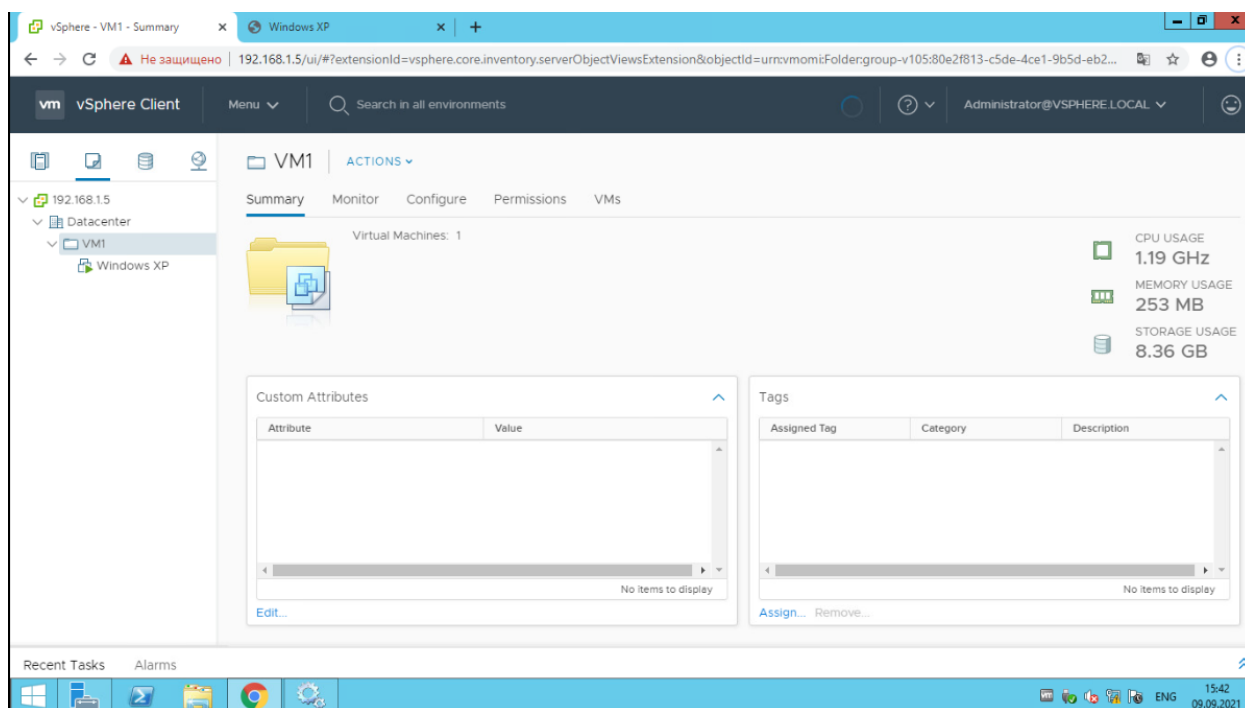 vSphere - VM1 - Summary
Windows XP
Не защищено 192.168.1.5/ui/#?extensionId=vsphere.core.inventory.serverObjectViewsExtension&objectId=urn:vmomi:Folder:group-v105:80e2f813-c5de-4ce1-9b5d-eb2...
vm vSphere Client Menu Search in all environments Administrator@VSPHERE.LOCAL
VM1 ACTIONS
192.168.1.5
Datacenter
VM1
Windows XP
Summary Monitor Configure Permissions VMs
Virtual Machines: 1
CPU USAGE
1.19 GHz
MEMORY USAGE
253 MB
STORAGE USAGE
8.36 GB
Custom Attributes
Attribute Value
No items to display
Edit...
Tags
Assigned Tag Category Description
No items to display
Assign... Remove...
Recent Tasks Alarms
ENG 15:42
09.09.2021